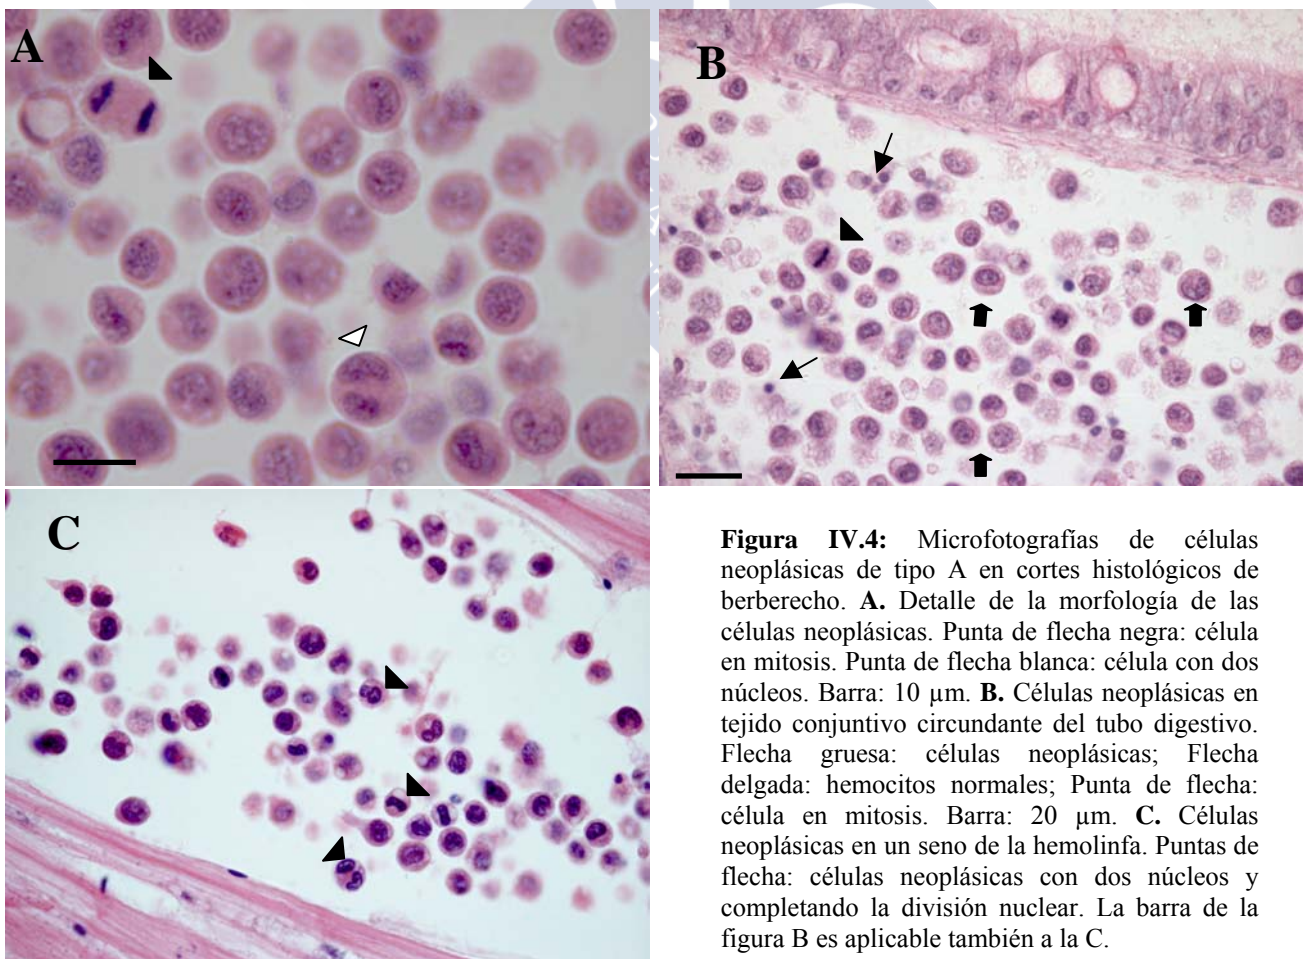 A
B
C
Figura IV.4: Microfotografías de células
neoplásicas de tipo A en cortes histológicos de
berberecho. A. Detalle de la morfología de las
células neoplásicas. Punta de flecha negra: célula
en mitosis. Punta de flecha blanca: célula con dos
núcleos. Barra: 10 µm. B. Células neoplásicas en
tejido conjuntivo circundante del tubo digestivo.
Flecha gruesa: células neoplásicas; Flecha
delgada: hemocitos normales; Punta de flecha:
célula en mitosis. Barra: 20 µm. C. Células
neoplásicas en un seno de la hemolinfa. Puntas de
flecha: células neoplásicas con dos núcleos y
completando la división nuclear. La barra de la
figura B es aplicable también a la C.